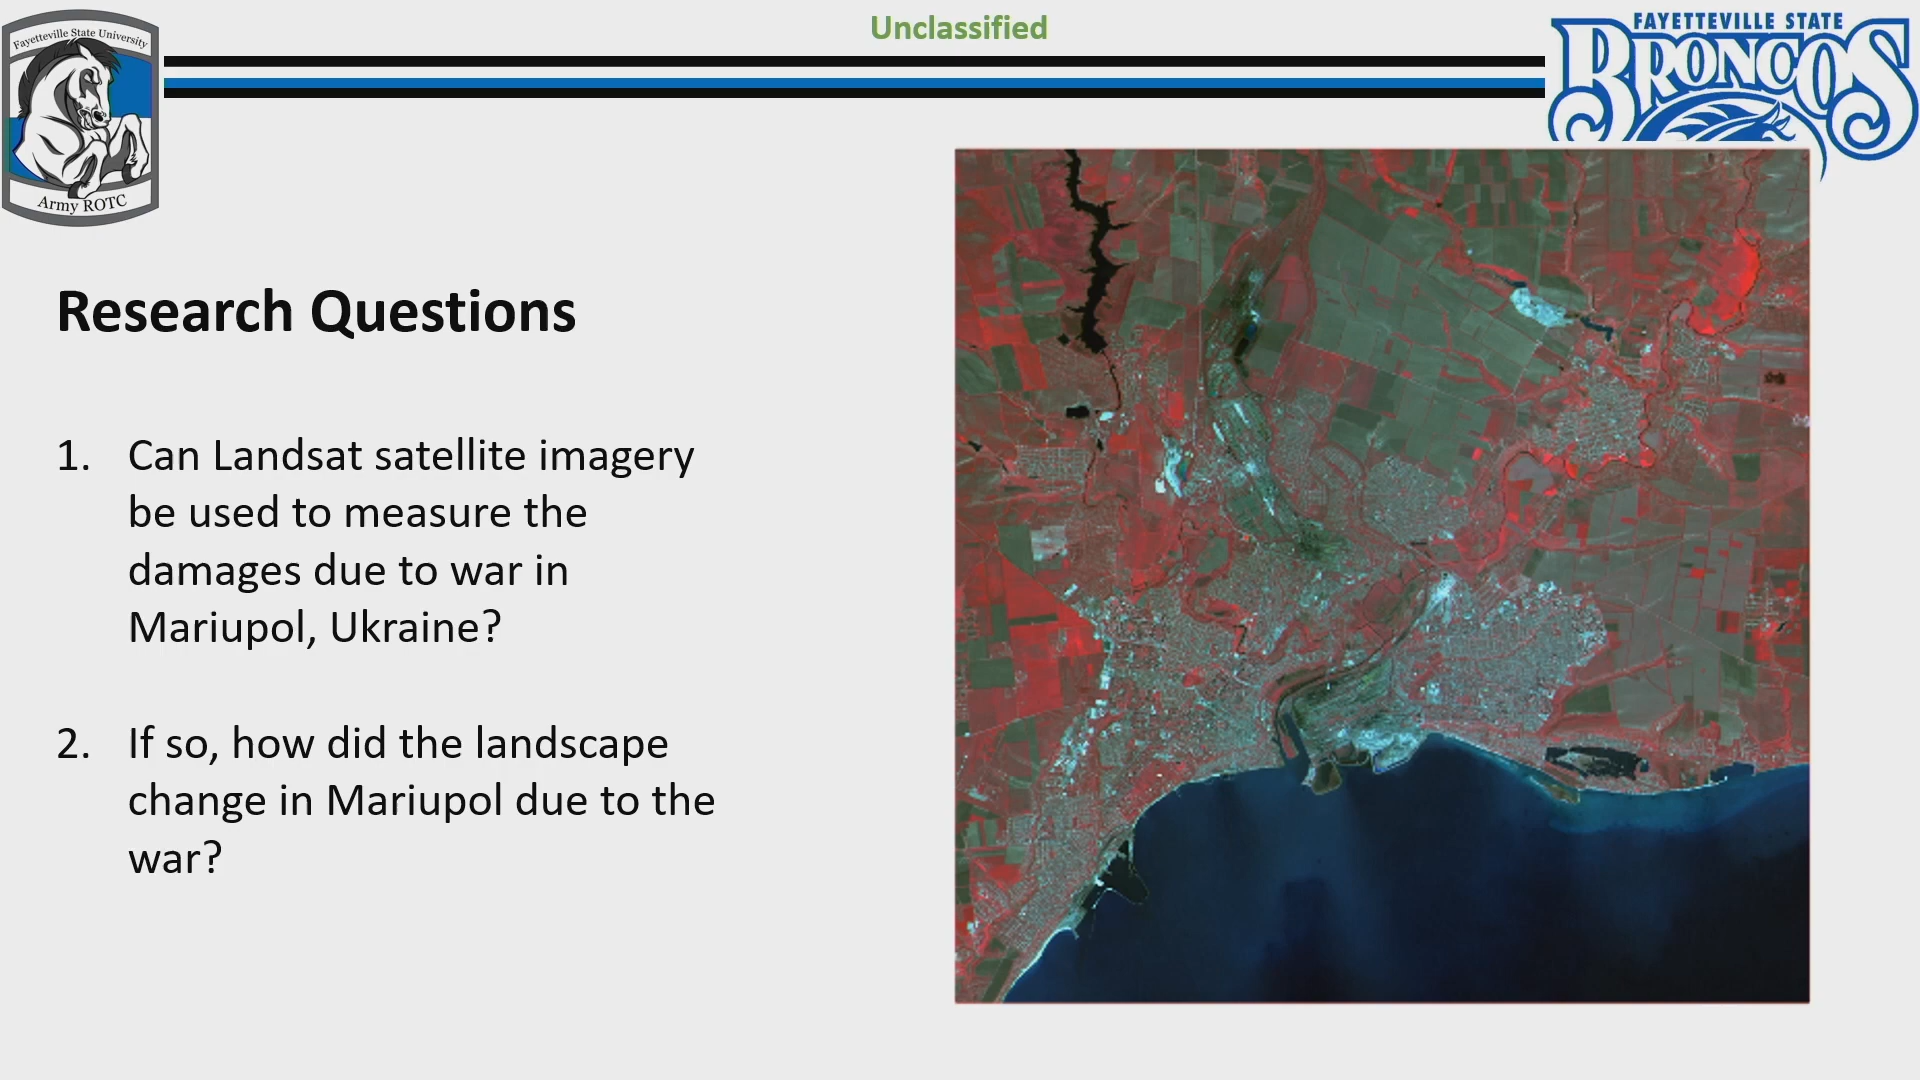 Unclassified
Fayetteville State University
Army ROTC
FAYETTEVILLE STATE
BRONCOS
Research Questions
1. Can Landsat satellite imagery
be used to measure the
damages due to war in
Mariupol, Ukraine?
2. If so, how did the landscape
change in Mariupol due to the
war?